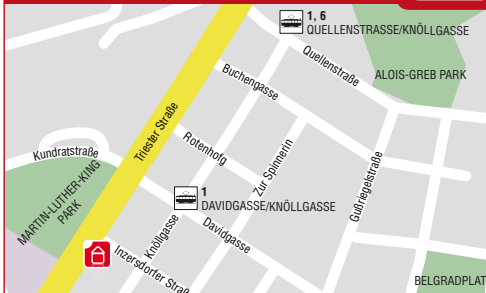 1, 6
QUELLENSTRASSE/KNÖLLGASSE
Quellenstraße
ALOIS-GREB PARK
Buchengasse
Triester Straße
Rotenhofg
Kundratstraße
Zur Spinnerin
Gußriegelstraße
MARTIN-LUTHER-KING
PARK
1
DAVIDGASSE/KNÖLLGASSE
Knöllgasse
Davidgasse
Inzersdorfer Straß
BELGRADPLAT